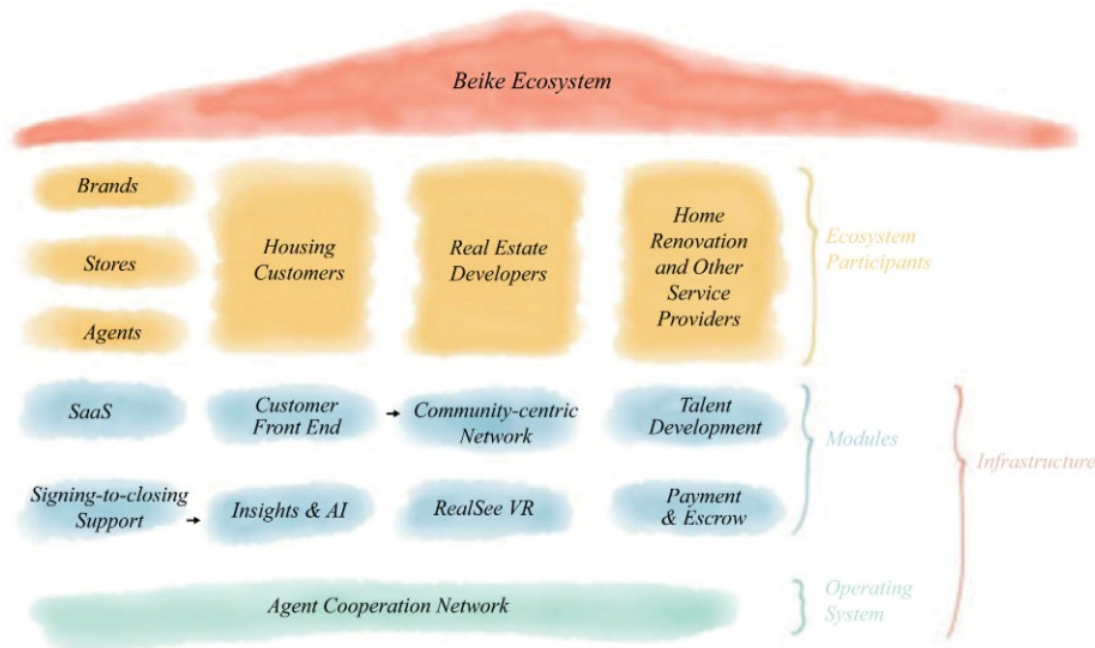 Beike Ecosystem
Brands
Stores
Agents
Housing
Customers
Real Estate
Developers
Home
Renovation
and Other
Service
Providers
Ecosystem
Participants
SaaS
Customer
Front End
Community-centric
Network
Talent
Development
Signing-to-closing
Support
Insights & AI
RealSee VR
Payment
& Escrow
Modules
Infrastructure
Agent Cooperation Network
Operating
System